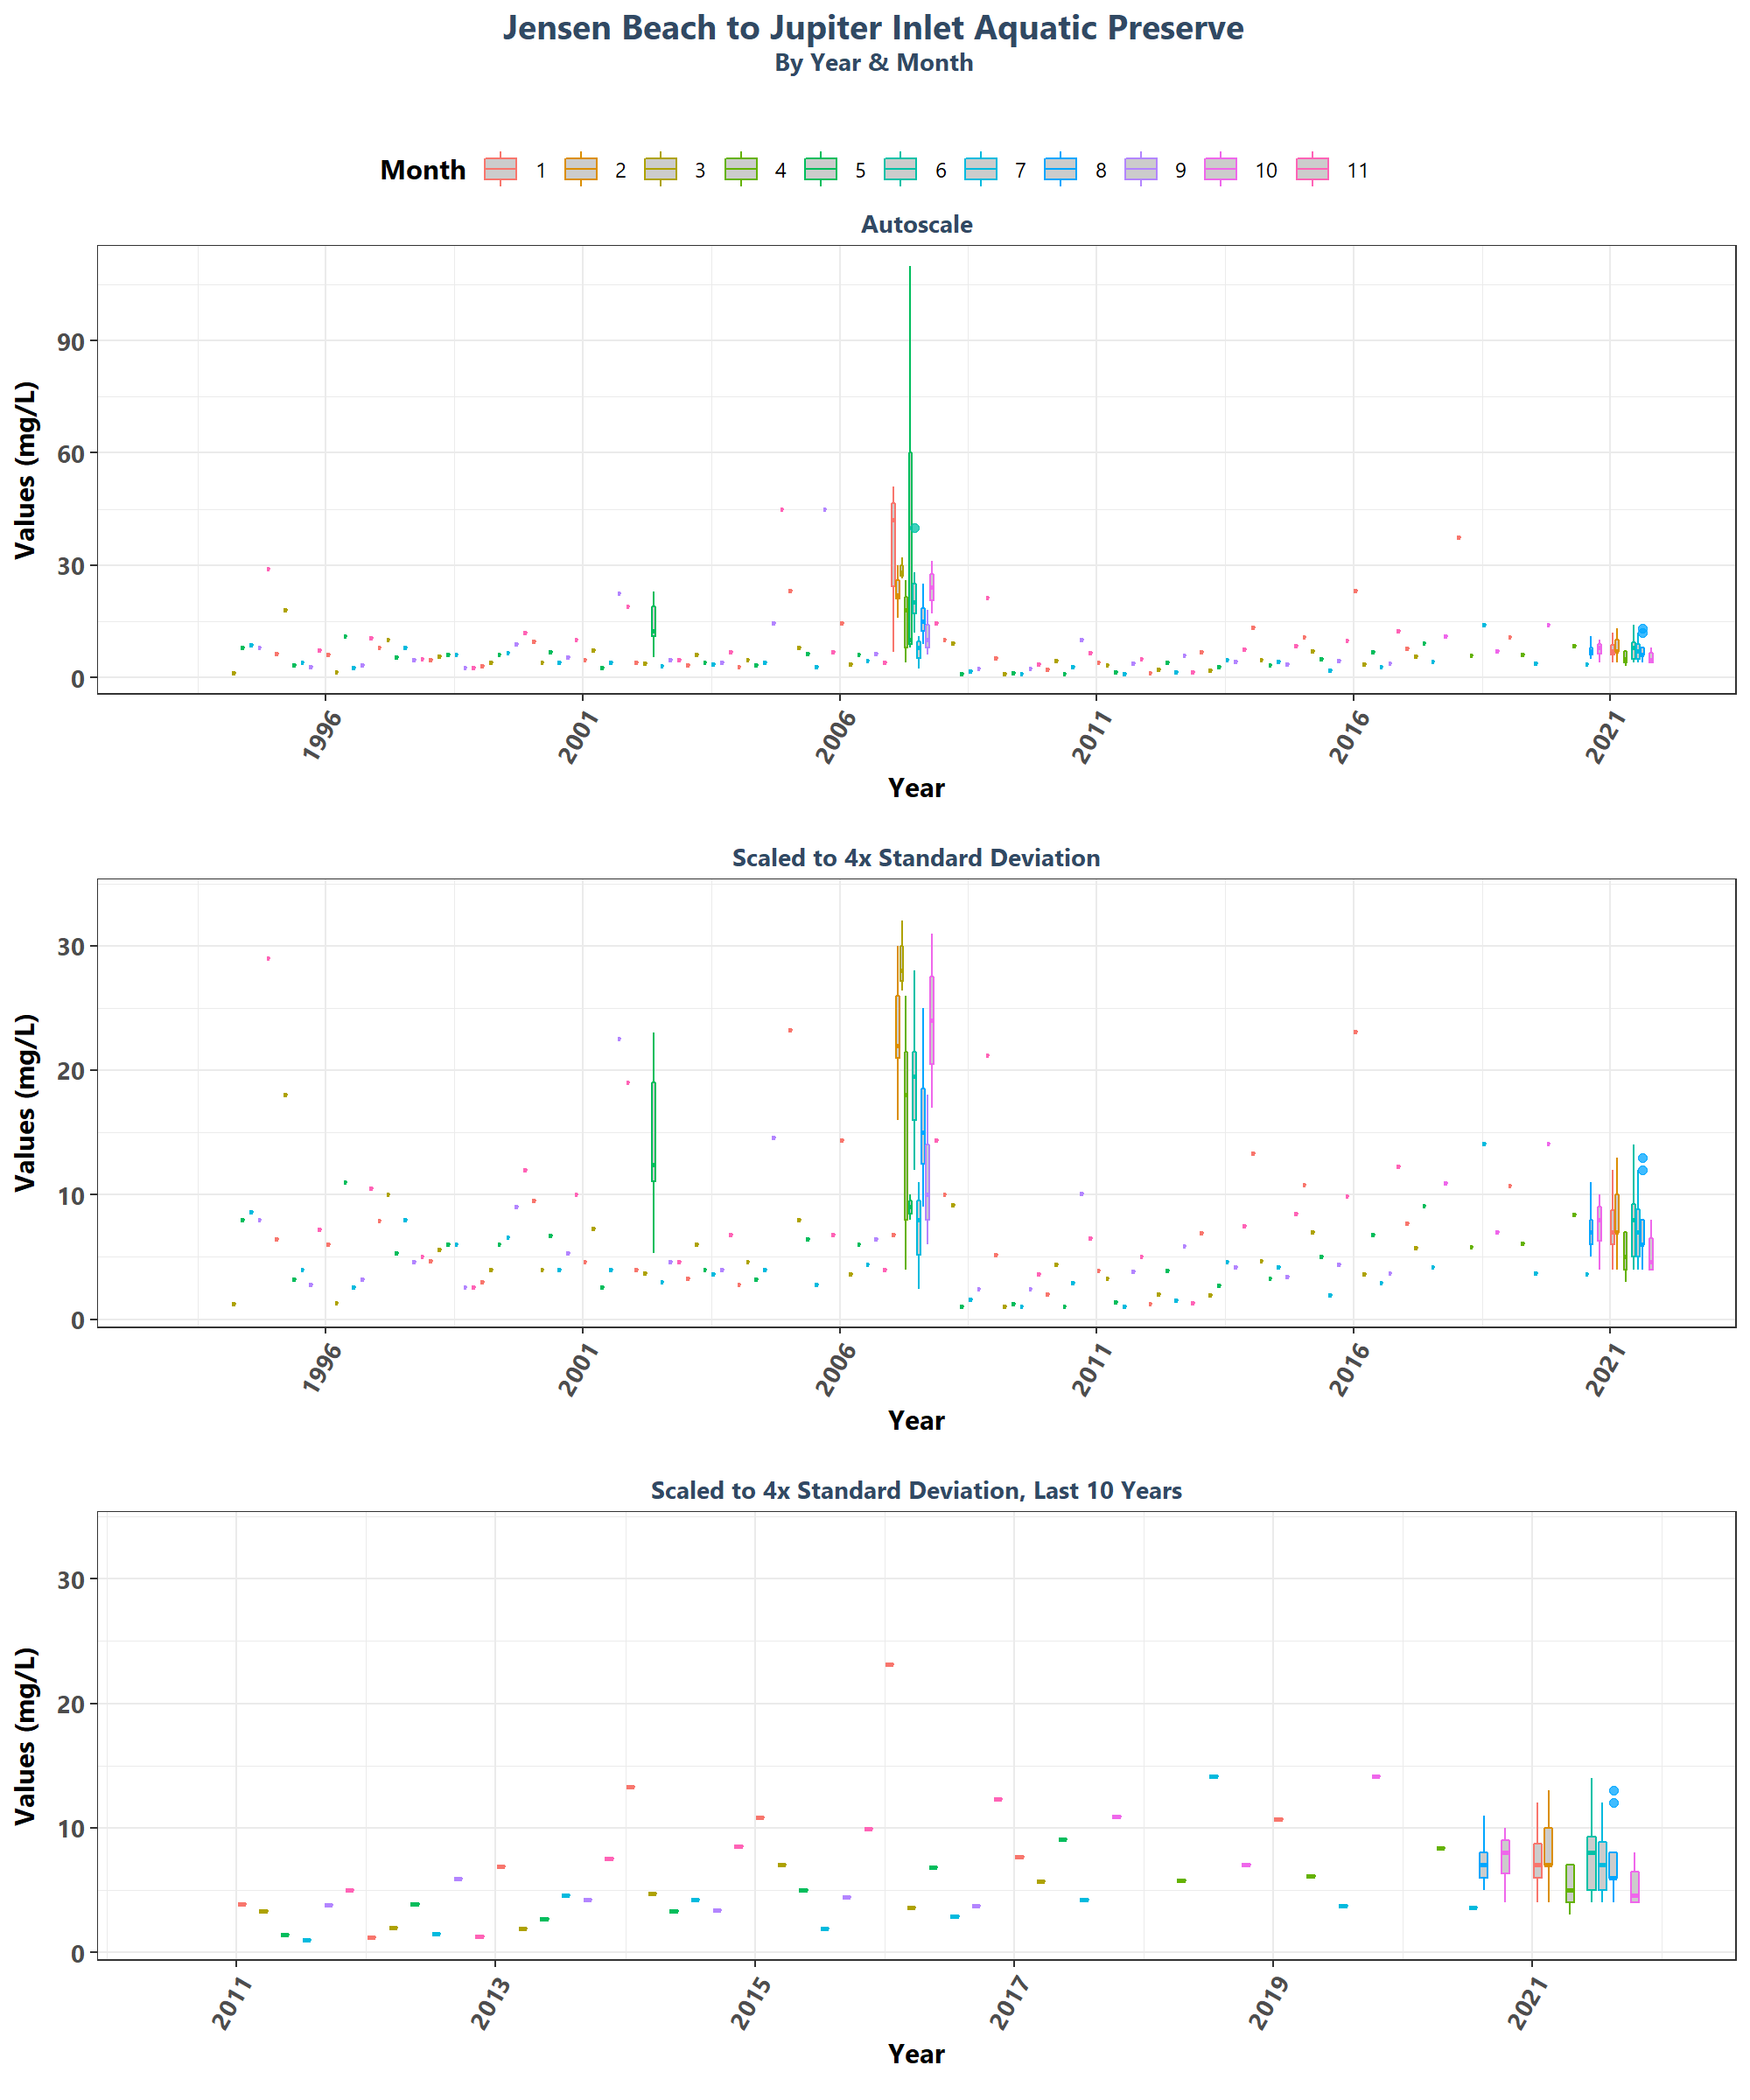 Jensen Beach to Jupiter Inlet Aquatic Preserve
By Year & Month
Month 1 2 3 4 5 6 7 8 9 10 11
Autoscale
Values (mg/L)
90
60
30
0
1996 2001 2006 2011 2016 2021
Year
Scaled to 4x Standard Deviation
Values (mg/L)
30
20
10
0
1996 2001 2006 2011 2016 2021
Year
Scaled to 4x Standard Deviation, Last 10 Years
Values (mg/L)
30
20
10
0
2011 2013 2015 2017 2019 2021
Year